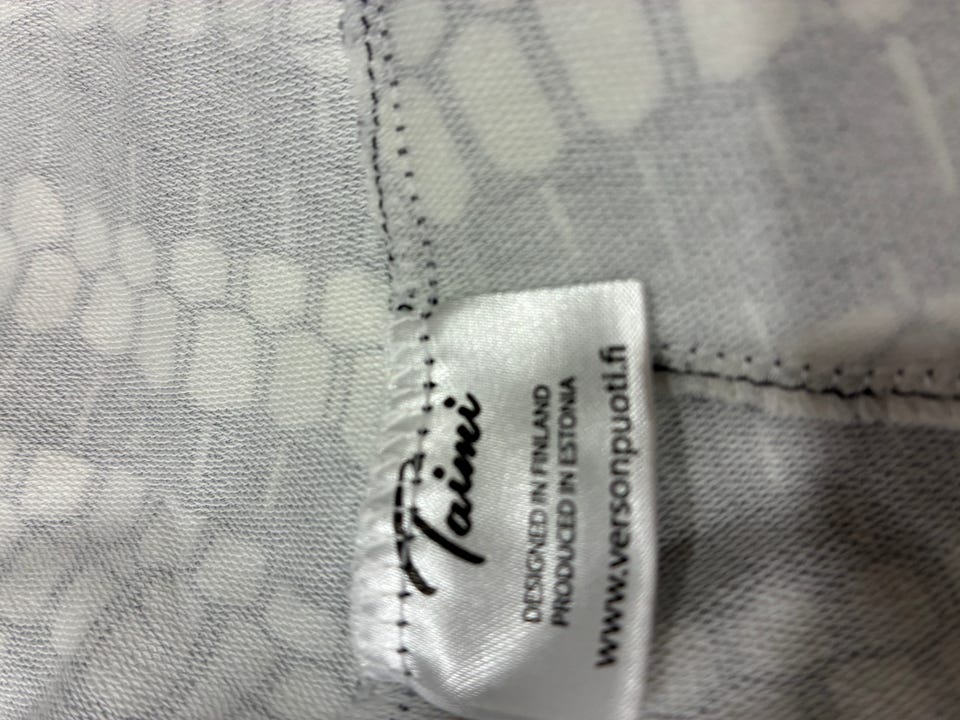 Taimi
DESIGNED IN FINLAND
PRODUCED IN ESTONIA
www.versonpuoti.fi